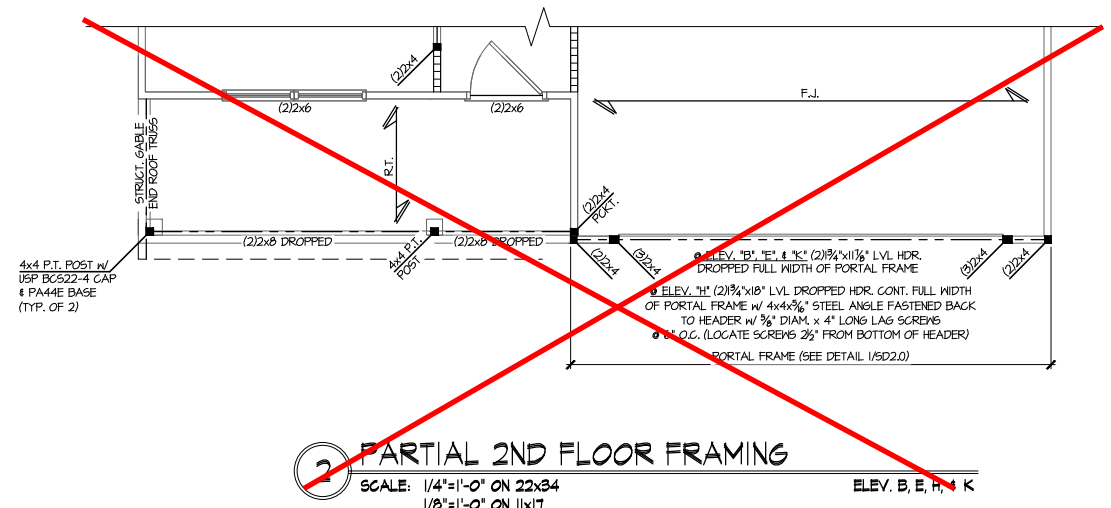 (2)2x4
(2)2x6
(2)2x6
F.J.
STRUCT. GABLE
END ROOF TRUSS
R.T.
(2)2x4
PORT.
(2)2x8 DROPPED
4x4 P.T.
POST
(2)2x8 DROPPED
(2)2x4
(3)2x4
(3)2x4
(2)2x4
4x4 P.T. POST w/
USP BCS22-4 CAP
& PA44E BASE
(TYP. OF 2)
@ ELEV. "B", "E", & "K" (2)1¾"x11⅞" LVL HDR.
DROPPED FULL WIDTH OF PORTAL FRAME
@ ELEV. "H" (2)1¾"x18" LVL DROPPED HDR. CONT. FULL WIDTH
OF PORTAL FRAME w/ 4x4x5/16" STEEL ANGLE FASTENED BACK
TO HEADER w/ ⅝" DIAM. x 4" LONG LAG SCREWS
@ O.C. (LOCATE SCREWS 2½" FROM BOTTOM OF HEADER)
PORTAL FRAME (SEE DETAIL 1/SD2.0)
2 PARTIAL 2ND FLOOR FRAMING
SCALE: 1/4"=1'-0" ON 22x34 ELEV. B, E, H, & K
1/8"=1'-0" ON 11x17